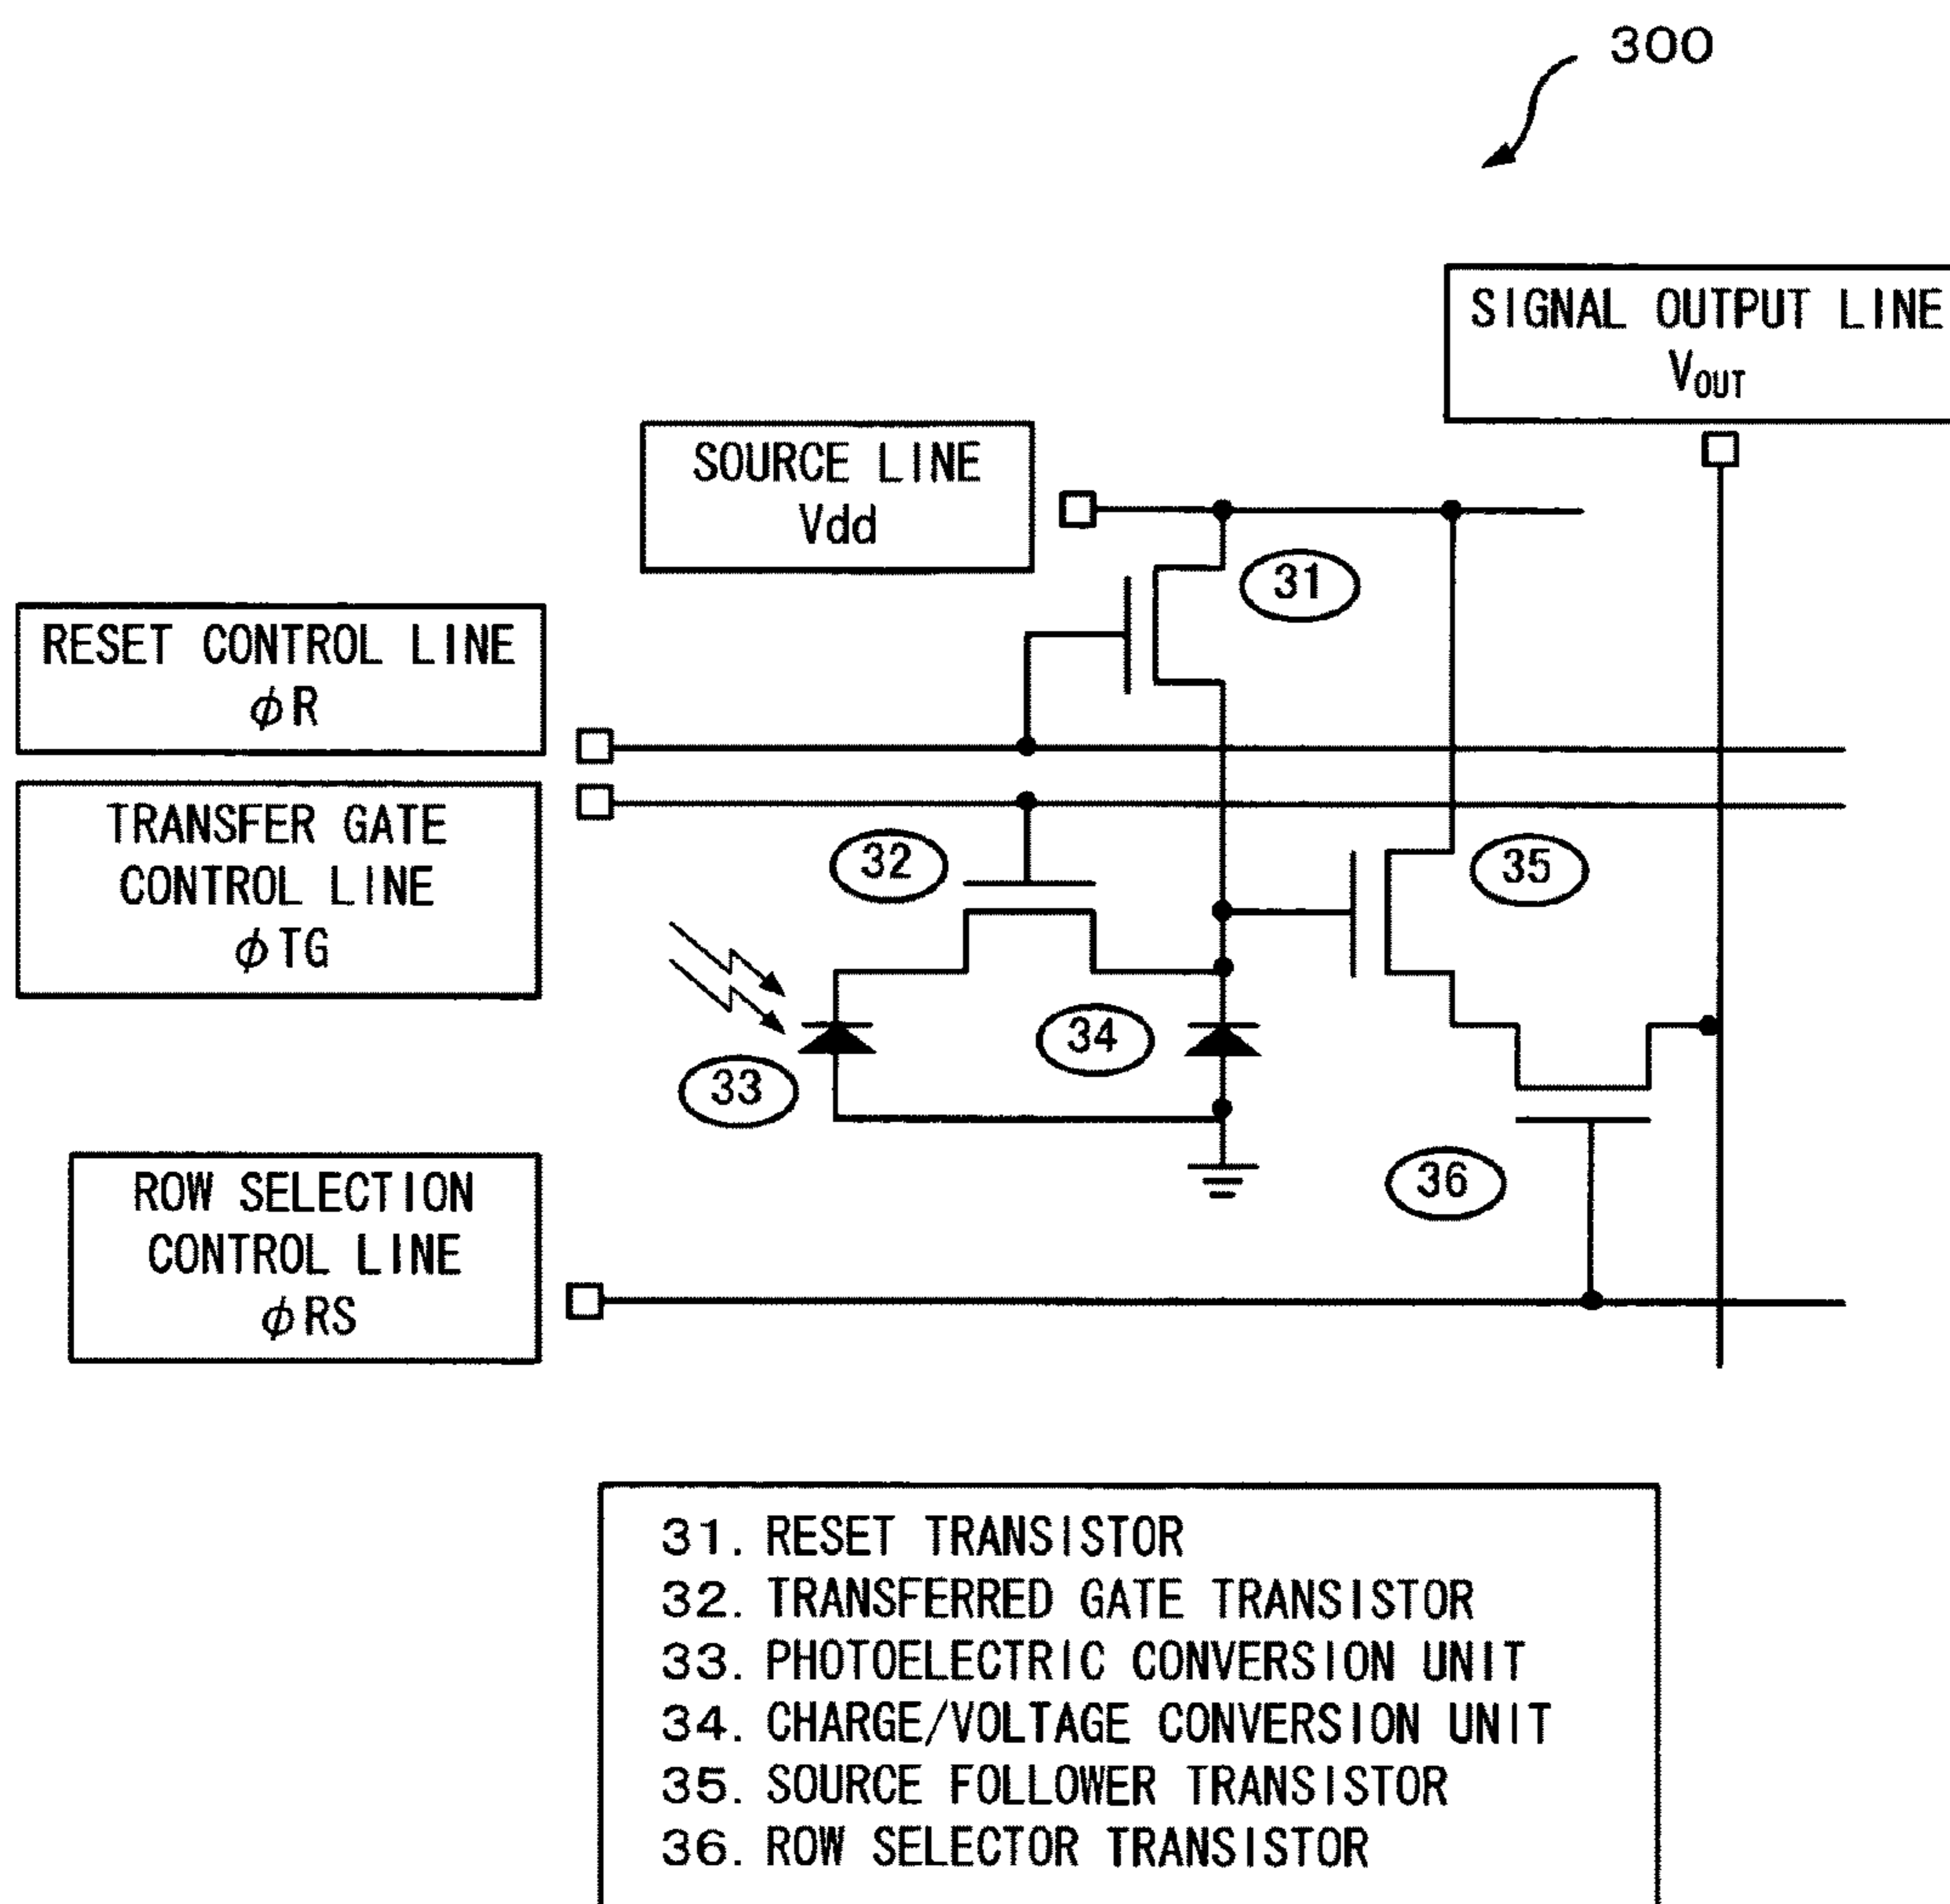 300
SIGNAL OUTPUT LINE
VOUT
SOURCE LINE
Vdd
31
RESET CONTROL LINE
ϕR
TRANSFER GATE
CONTROL LINE
ϕTG
32
35
33
34
ROW SELECTION
CONTROL LINE
ϕRS
36
31. RESET TRANSISTOR
32. TRANSFERRED GATE TRANSISTOR
33. PHOTOELECTRIC CONVERSION UNIT
34. CHARGE/VOLTAGE CONVERSION UNIT
35. SOURCE FOLLOWER TRANSISTOR
36. ROW SELECTOR TRANSISTOR